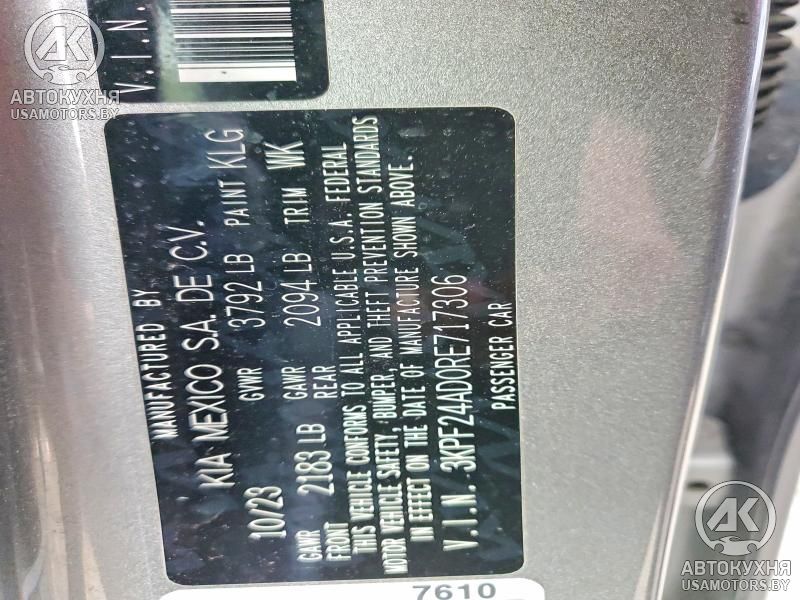 V.I.N.
MANUFACTURED BY
KIA MEXICO S.A. DE C.V.
10/23 GVWR 3792 LB PAINT KLG
GAWR FRONT 2183 LB GAWR REAR 2094 LB TRIM WK
THIS VEHICLE CONFORMS TO ALL APPLICABLE U.S.A. FEDERAL
MOTOR VEHICLE SAFETY, BUMPER, AND THEFT PREVENTION STANDARDS
IN EFFECT ON THE DATE OF MANUFACTURE SHOWN ABOVE.
V.I.N. 3KPF24AD0RE717306
PASSENGER CAR
7610
AK
АВТОКУХНЯ
USAMOTORS.BY
AK
АВТОКУХНЯ
USAMOTORS.BY